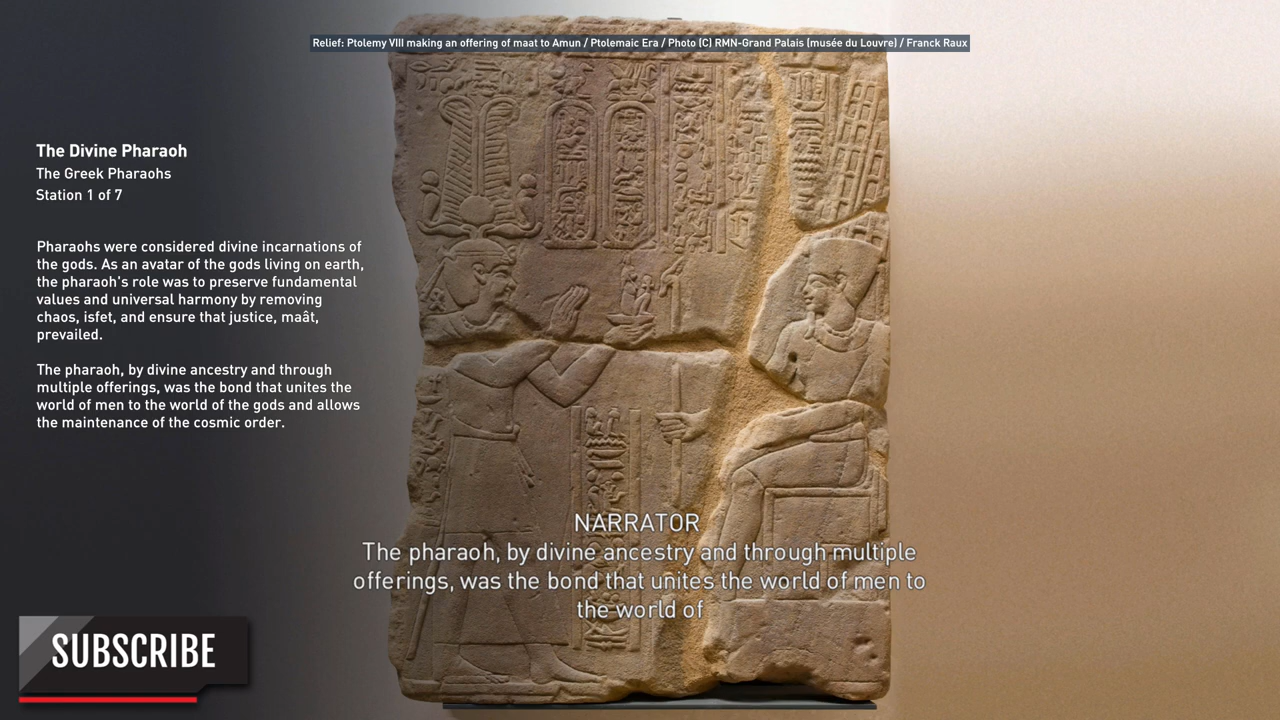 Relief: Ptolemy VIII making an offering of maat to Amun / Ptolemaic Era / Photo (C) RMN-Grand Palais (musée du Louvre) / Franck Raux
The Divine Pharaoh
The Greek Pharaohs
Station 1 of 7
Pharaohs were considered divine incarnations of
the gods. As an avatar of the gods living on earth,
the pharaoh's role was to preserve fundamental
values and universal harmony by removing
chaos, isfet, and ensure that justice, maât,
prevailed.
The pharaoh, by divine ancestry and through
multiple offerings, was the bond that unites the
world of men to the world of the gods and allows
the maintenance of the cosmic order.
NARRATOR
The pharaoh, by divine ancestry and through multiple
offerings, was the bond that unites the world of men to
the world of
SUBSCRIBE